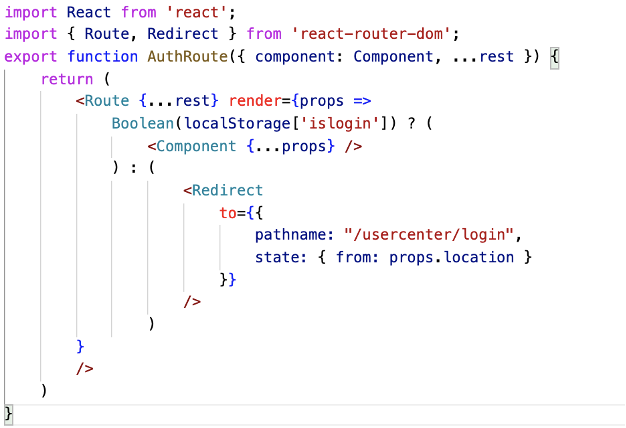 import React from 'react';
import { Route, Redirect } from 'react-router-dom';
export function AuthRoute({ component: Component, ...rest }) {
    return (
        <Route {...rest} render={props =>
            Boolean(localStorage['islogin']) ? (
                <Component {...props} />
            ) : (
                    <Redirect
                        to={{
                            pathname: "/usercenter/login",
                            state: { from: props.location }
                        }}
                    />
                )
        }
        />
    )
}